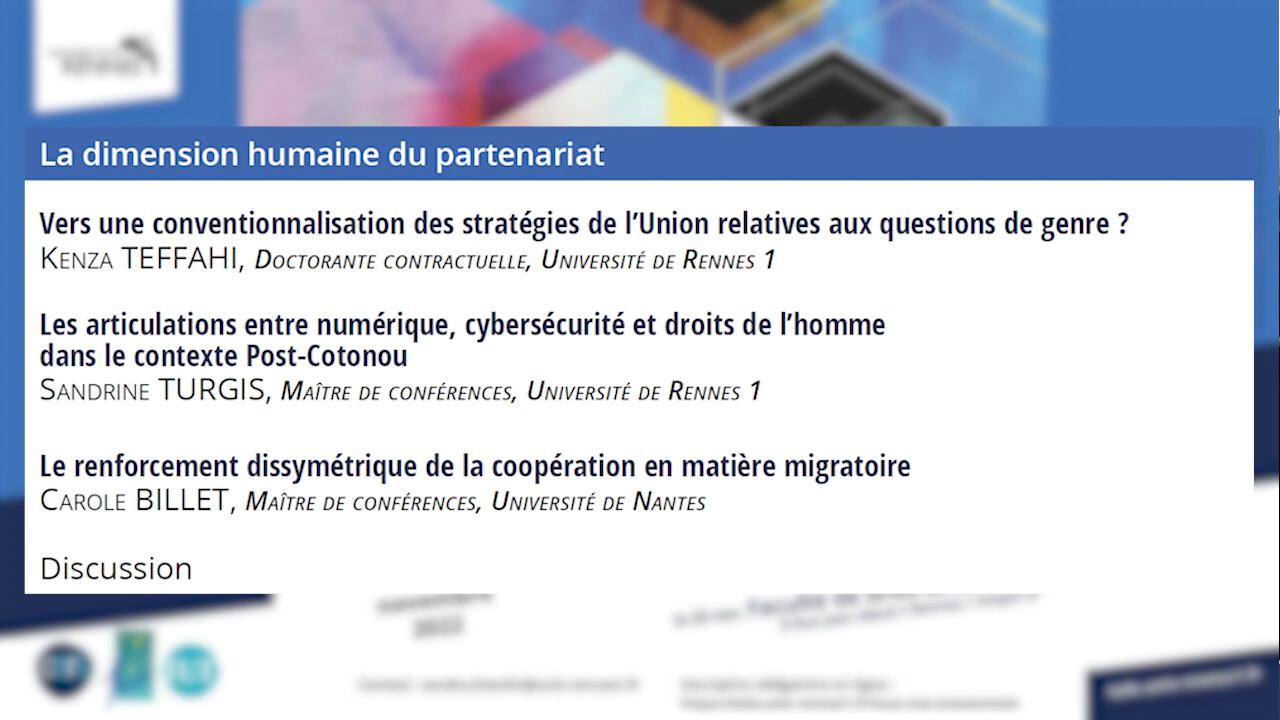 La dimension humaine du partenariat
Vers une conventionnalisation des stratégies de l’Union relatives aux questions de genre ?
Kenza TEFFAHI, Doctorante contractuelle, Université de Rennes 1
Les articulations entre numérique, cybersécurité et droits de l’homme
dans le contexte Post-Cotonou
Sandrine TURGIS, Maître de conférences, Université de Rennes 1
Le renforcement dissymétrique de la coopération en matière migratoire
Carole BILLET, Maître de conférences, Université de Nantes
Discussion
novembre
2022